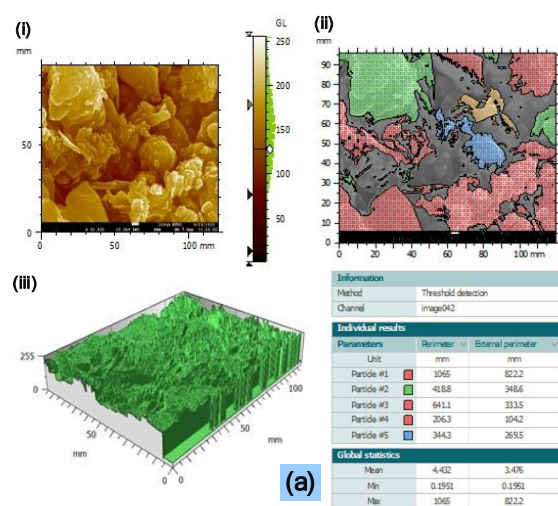 (i)
mm
GL
250
200
150
100
50
50
0
0
50
100 mm
(ii)
mm
90
80
70
60
50
40
30
20
10
0
0
20
40
60
80
100 mm
(iii)
255
0
0
50
mm
0
50
100
mm
(a)
Information
Method Threshold detection
Channel image042
Individual results
Parameters Perimeter External perimeter
Unit mm mm
Particle #1 1065 822.2
Particle #2 418.8 348.6
Particle #3 641.1 333.5
Particle #4 206.3 104.2
Particle #5 344.3 269.5
Global statistics
Mean 4.432 3.476
Min 0.1951 0.1951
Max 1065 822.2